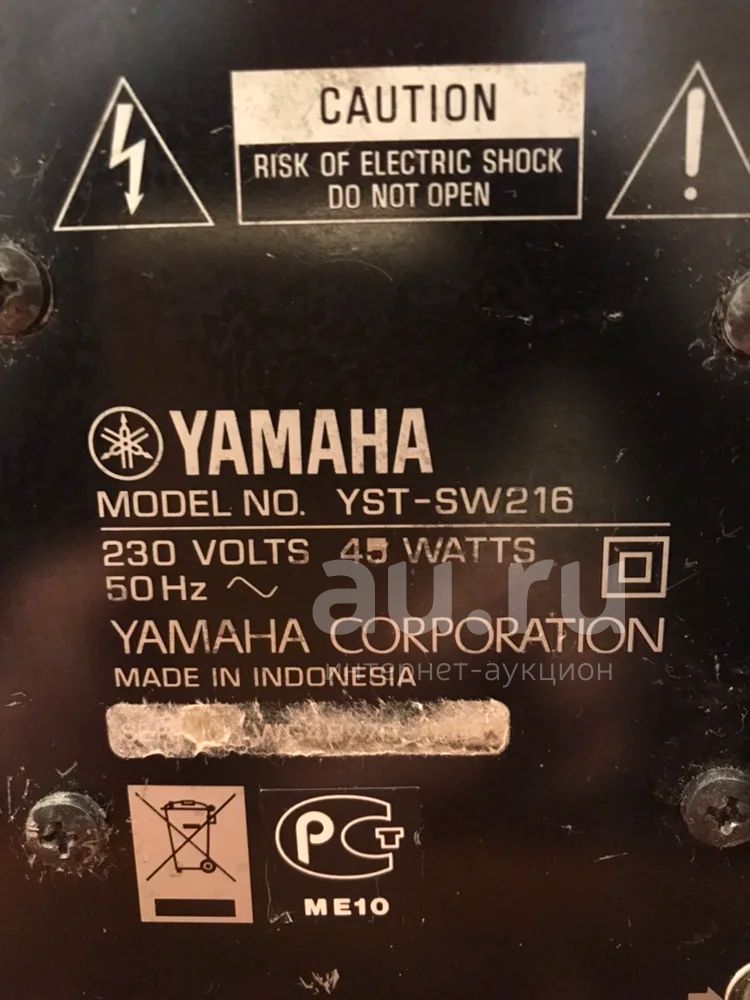 CAUTION
RISK OF ELECTRIC SHOCK
DO NOT OPEN
YAMAHA
MODEL NO. YST-SW216
230 VOLTS 45 WATTS
50Hz
YAMAHA CORPORATION
MADE IN INDONESIA
au.ru
интернет-аукцион
РСТ
ME10